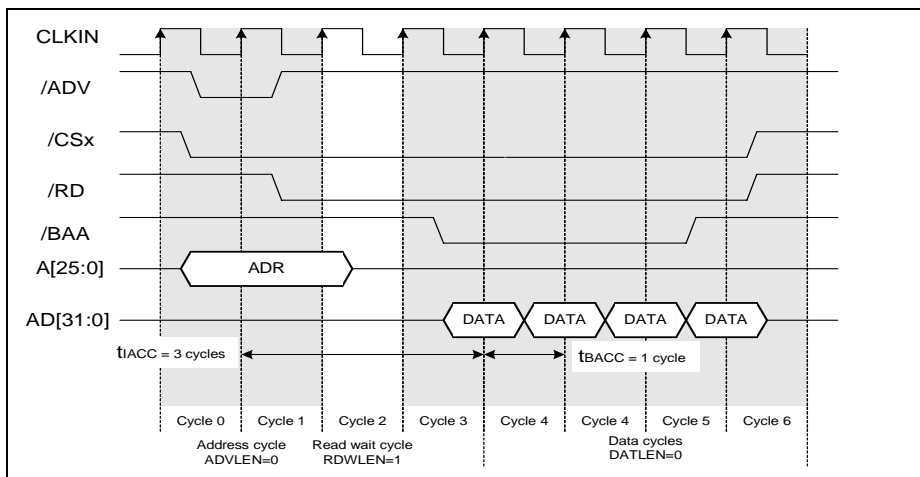 CLKIN
/ADV
/CSx
/RD
/BAA
A[25:0] ADR
AD[31:0] DATA DATA DATA DATA
tIACC = 3 cycles tBACC = 1 cycle
Cycle 0 Cycle 1 Cycle 2 Cycle 3 Cycle 4 Cycle 4 Cycle 5 Cycle 6
Address cycle Read wait cycle Data cycles
ADVLEN=0 RDWLEN=1 DATLEN=0